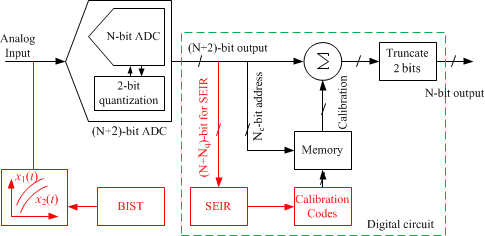 Analog
Input
N-bit ADC
2-bit
quantization
(N+2)-bit ADC
(N+2)-bit output
(N+Nq)-bit for SEIR
Nc-bit address
Σ
Calibration
Truncate
2 bits
N-bit output
Memory
x1(t)
x2(t)
BIST
SEIR
Calibration
Codes
Digital circuit